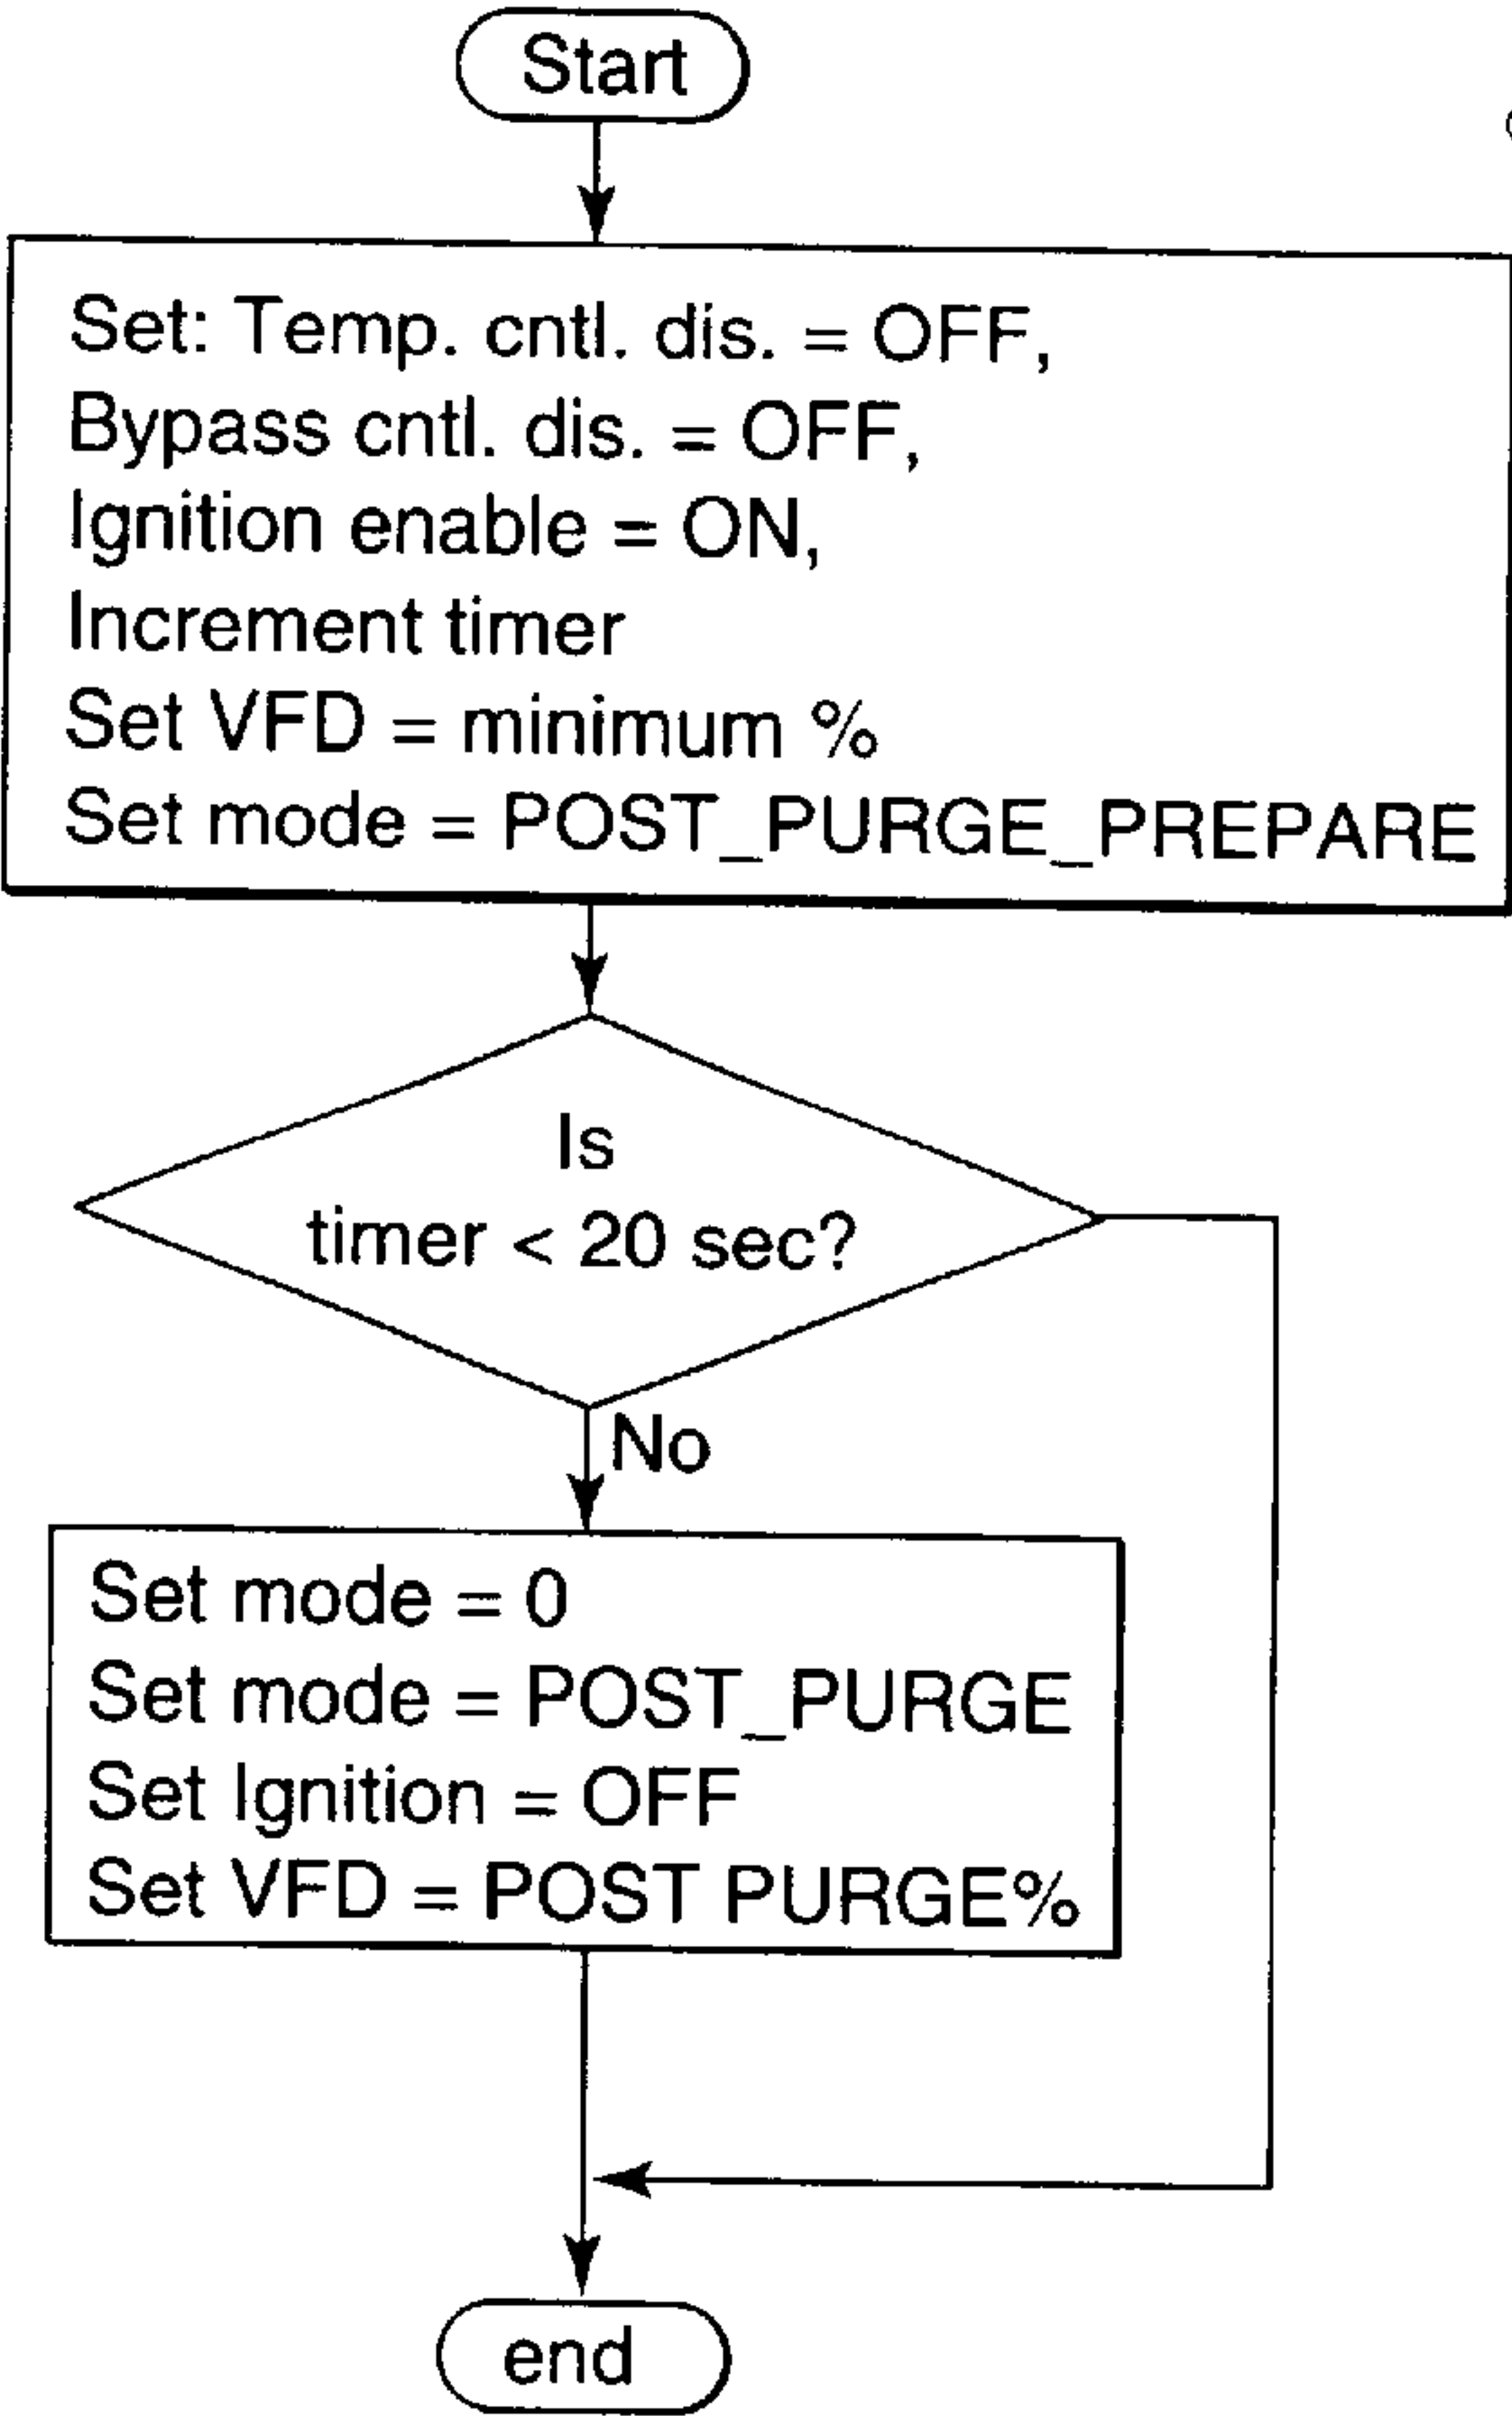 Start
Set: Temp. cntl. dis. = OFF,
Bypass cntl. dis. = OFF,
Ignition enable = ON,
Increment timer
Set VFD = minimum %
Set mode = POST_PURGE_PREPARE
Is
timer < 20 sec?
No
Set mode = 0
Set mode = POST_PURGE
Set Ignition = OFF
Set VFD = POST PURGE%
end